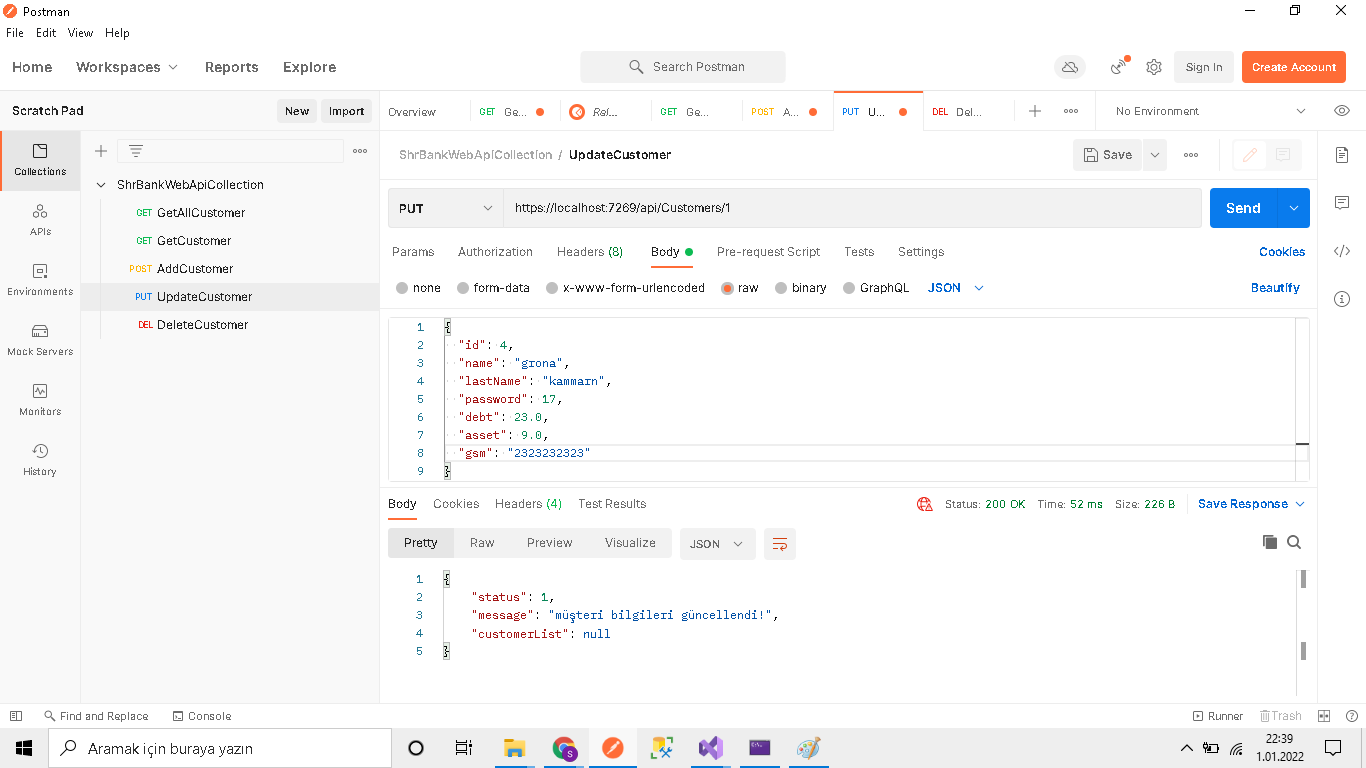 Postman
File Edit View Help
Home Workspaces Reports Explore Search Postman Sign In Create Account
Scratch Pad New Import Overview GET Ge... Rel... GET Ge... POST A... PUT U... DEL Del... No Environment
ShrBankWebApiCollection / UpdateCustomer Save
Collections
ShrBankWebApiCollection
GET GetAllCustomer
GET GetCustomer
POST AddCustomer
PUT UpdateCustomer
DEL DeleteCustomer
APIs
Environments
Mock Servers
Monitors
History
PUT https://localhost:7269/api/Customers/1 Send
Params Authorization Headers (8) Body Pre-request Script Tests Settings Cookies
none form-data x-www-form-urlencoded raw binary GraphQL JSON Beautify
1 {
2 "id": 4,
3 "name": "grona",
4 "lastName": "kammarn",
5 "password": 17,
6 "debt": 23.0,
7 "asset": 9.0,
8 "gsm": "2323232323"
9 }
Body Cookies Headers (4) Test Results Status: 200 OK Time: 52 ms Size: 226 B Save Response
Pretty Raw Preview Visualize JSON
1 {
2 "status": 1,
3 "message": "müşteri bilgileri güncellendi!",
4 "customerList": null
5 }
Find and Replace Console Runner Trash
Aramak için buraya yazın
S
22:39
1.01.2022